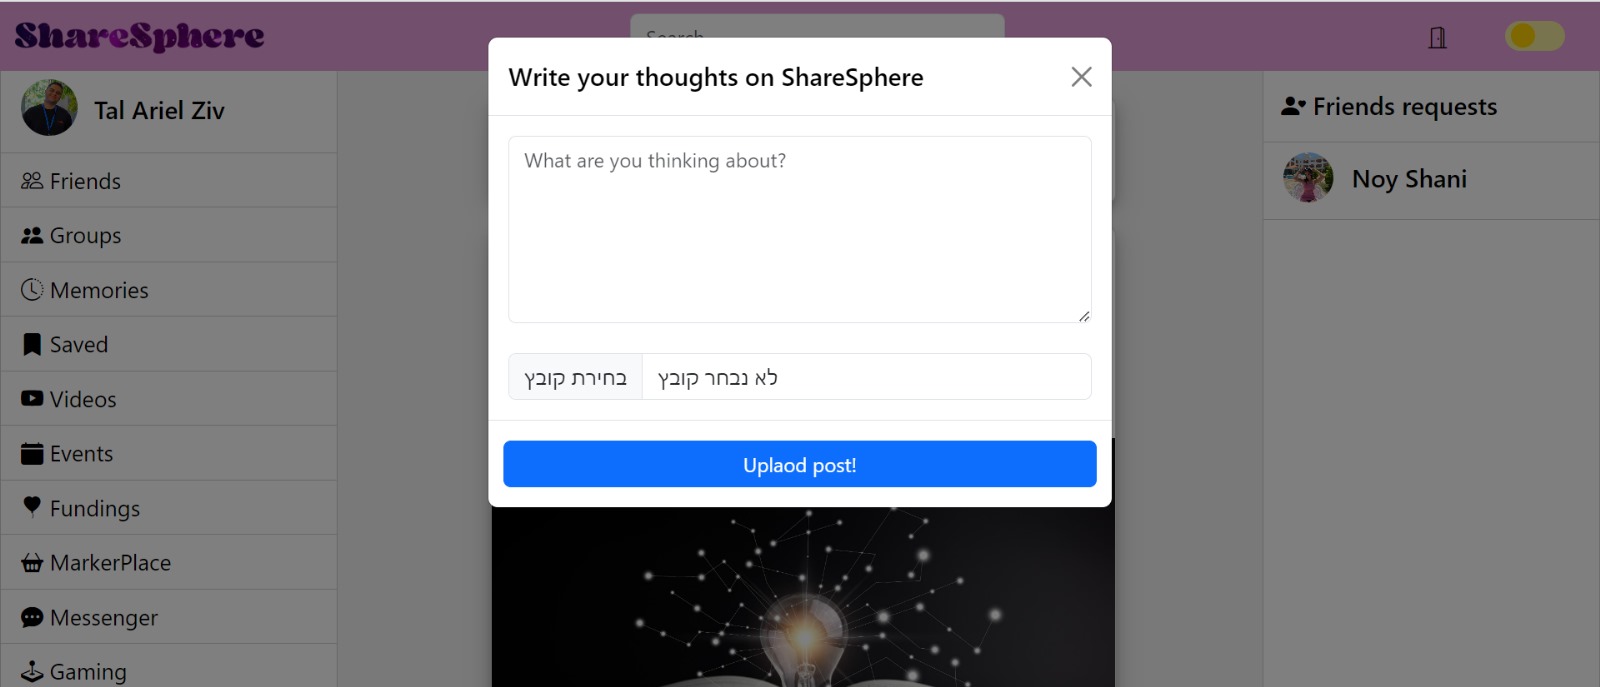 ShareSphere
Search
Tal Ariel Ziv
Friends
Groups
Memories
Saved
Videos
Events
Fundings
MarkerPlace
Messenger
Gaming
Write your thoughts on ShareSphere
What are you thinking about?
בחירת קובץ
לא נבחר קובץ
Uplaod post!
Friends requests
Noy Shani